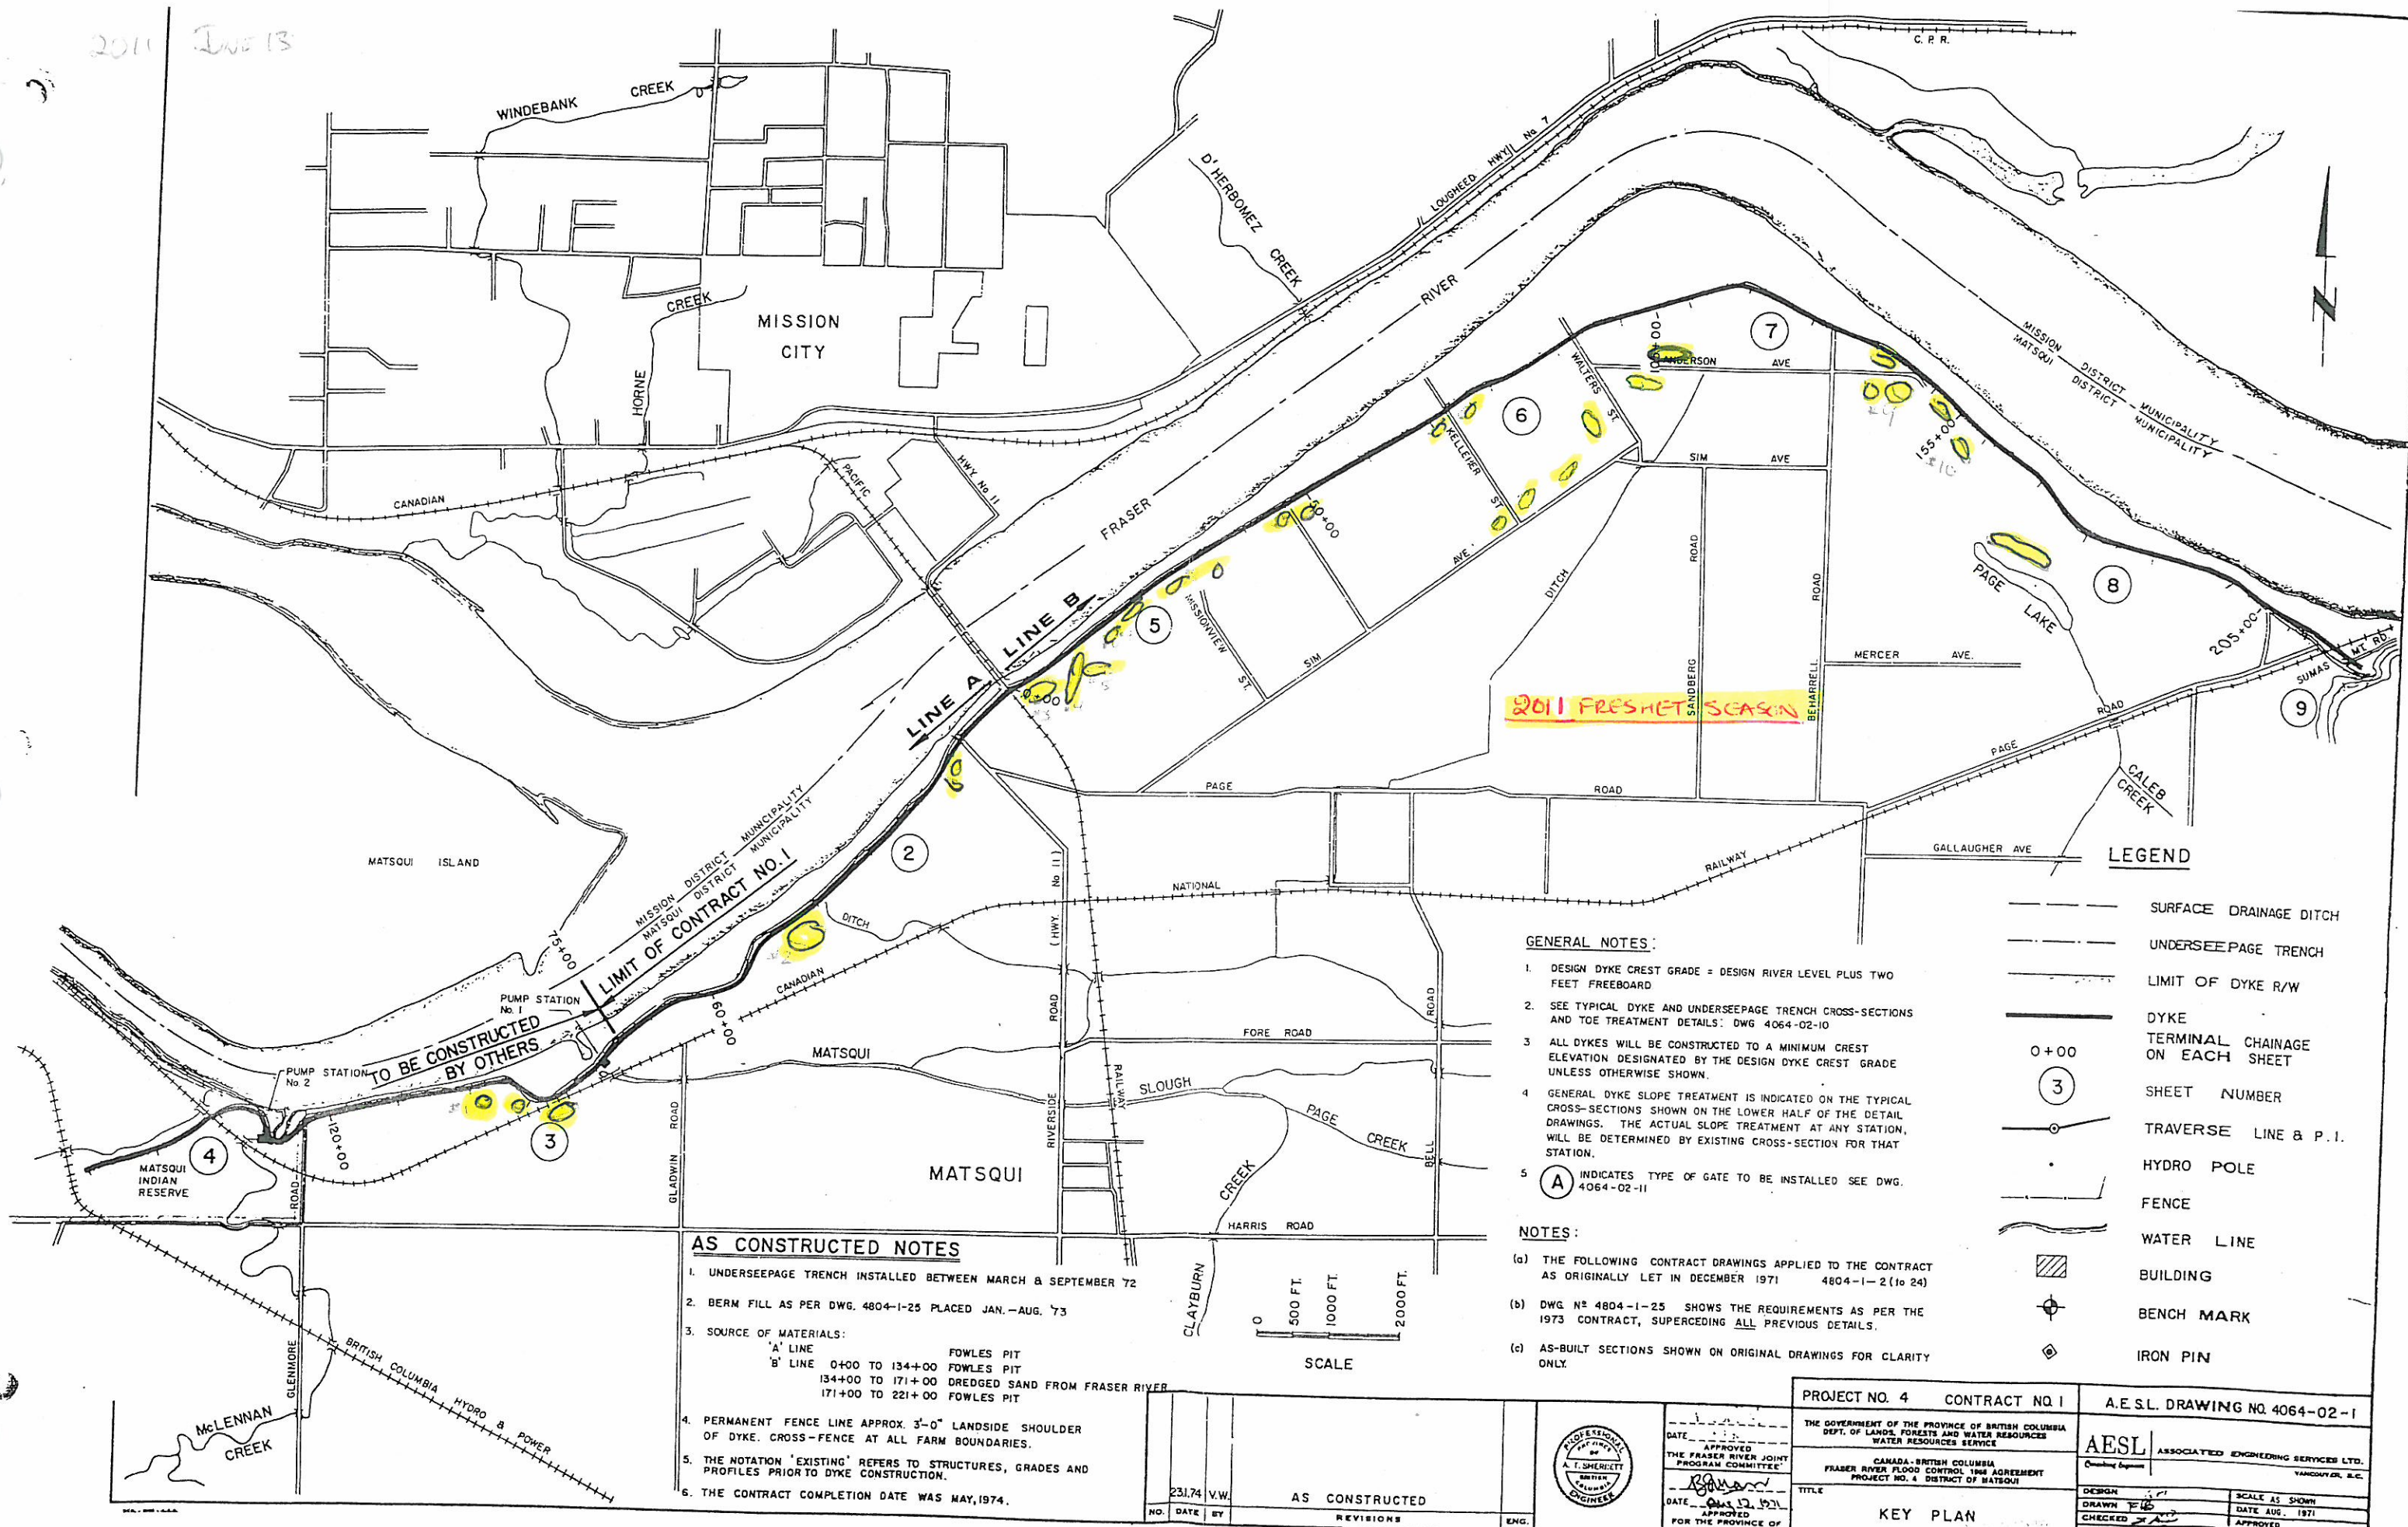 2011 JUNE 13
C. P. R.
WINDEBANK CREEK
D'HERBOMEZ CREEK
LOUGHEED HWY. No 7
RIVER
CREEK
MISSION
CITY
HORNE
7
100+00
ANDERSON AVE
WALTERS ST.
6
KELLEHER ST
MISSION DISTRICT MUNICIPALITY
MATSQUI DISTRICT MUNICIPALITY
#9
155+00
#10
SIM AVE
PACIFIC
HWY No 11
CANADIAN
FRASER
50+00
SIM AVE.
DITCH
ROAD
ROAD
PAGE LAKE
8
LINE B
5
MISSIONVIEW ST.
205+00
SUMAS MT. RD.
MERCER AVE.
LINE A
0+00
SANDBERG
BEHARRELL
2011 FRESHET SEASON
9
PAGE ROAD
PAGE ROAD
CALEB CREEK
MATSQUI ISLAND
MISSION DISTRICT MUNICIPALITY
MATSQUI DISTRICT MUNICIPALITY
LIMIT OF CONTRACT NO. 1
2
GALLAUGHER AVE
RAILWAY
NATIONAL
CANADIAN
DITCH
(HWY. No 11)
75+00
60+00
PUMP STATION
No. 1
TO BE CONSTRUCTED
BY OTHERS
PUMP STATION
No. 2
120+00
3
4
MATSQUI
INDIAN
RESERVE
ROAD
GLADWIN ROAD
RIVERSIDE ROAD
RAILWAY
FORE ROAD
MATSQUI SLOUGH
PAGE CREEK
BELL ROAD
MATSQUI
CREEK
HARRIS ROAD
CLAYBURN
GLENMORE
BRITISH COLUMBIA HYDRO & POWER
McLENNAN
CREEK
LEGEND
SURFACE DRAINAGE DITCH
UNDERSEEPAGE TRENCH
LIMIT OF DYKE R/W
DYKE
0+00 TERMINAL CHAINAGE
ON EACH SHEET
3 SHEET NUMBER
TRAVERSE LINE & P.I.
HYDRO POLE
FENCE
WATER LINE
BUILDING
BENCH MARK
IRON PIN
GENERAL NOTES:
1. DESIGN DYKE CREST GRADE = DESIGN RIVER LEVEL PLUS TWO
FEET FREEBOARD
2. SEE TYPICAL DYKE AND UNDERSEEPAGE TRENCH CROSS-SECTIONS
AND TOE TREATMENT DETAILS: DWG 4064-02-10
3 ALL DYKES WILL BE CONSTRUCTED TO A MINIMUM CREST
ELEVATION DESIGNATED BY THE DESIGN DYKE CREST GRADE
UNLESS OTHERWISE SHOWN.
4 GENERAL DYKE SLOPE TREATMENT IS INDICATED ON THE TYPICAL
CROSS-SECTIONS SHOWN ON THE LOWER HALF OF THE DETAIL
DRAWINGS. THE ACTUAL SLOPE TREATMENT AT ANY STATION,
WILL BE DETERMINED BY EXISTING CROSS-SECTION FOR THAT
STATION.
5 A INDICATES TYPE OF GATE TO BE INSTALLED SEE DWG.
4064-02-11
NOTES:
(a) THE FOLLOWING CONTRACT DRAWINGS APPLIED TO THE CONTRACT
AS ORIGINALLY LET IN DECEMBER 1971 4804-1-2 (to 24)
(b) DWG. Nº 4804-1-25 SHOWS THE REQUIREMENTS AS PER THE
1973 CONTRACT, SUPERCEDING ALL PREVIOUS DETAILS.
(c) AS-BUILT SECTIONS SHOWN ON ORIGINAL DRAWINGS FOR CLARITY
ONLY.
AS CONSTRUCTED NOTES
1. UNDERSEEPAGE TRENCH INSTALLED BETWEEN MARCH & SEPTEMBER '72
2. BERM FILL AS PER DWG. 4804-1-25 PLACED JAN.-AUG. '73
3. SOURCE OF MATERIALS:
'A' LINE FOWLES PIT
'B' LINE 0+00 TO 134+00 FOWLES PIT
134+00 TO 171+00 DREDGED SAND FROM FRASER RIVER
171+00 TO 221+00 FOWLES PIT
4. PERMANENT FENCE LINE APPROX. 3'-0" LANDSIDE SHOULDER
OF DYKE. CROSS-FENCE AT ALL FARM BOUNDARIES.
5. THE NOTATION 'EXISTING' REFERS TO STRUCTURES, GRADES AND
PROFILES PRIOR TO DYKE CONSTRUCTION.
6. THE CONTRACT COMPLETION DATE WAS MAY, 1974.
0 500 FT. 1000 FT. 2000 FT.
SCALE
23.1.74 V.W. AS CONSTRUCTED
NO. DATE BY REVISIONS ENG.
PROFESSIONAL
PROVINCE
OF
A. T. SHERRETT
BRITISH
COLUMBIA
ENGINEER
DATE
APPROVED
THE FRASER RIVER JOINT
PROGRAM COMMITTEE
DATE Aug 12, 1971
APPROVED
FOR THE PROVINCE OF
PROJECT NO. 4 CONTRACT NO. 1
THE GOVERNMENT OF THE PROVINCE OF BRITISH COLUMBIA
DEPT. OF LANDS, FORESTS AND WATER RESOURCES
WATER RESOURCES SERVICE
CANADA-BRITISH COLUMBIA
FRASER RIVER FLOOD CONTROL 1968 AGREEMENT
PROJECT NO. 4 DISTRICT OF MATSQUI
TITLE
KEY PLAN
A.E.S.L. DRAWING NO. 4064-02-1
AESL ASSOCIATED ENGINEERING SERVICES LTD.
Consulting Engineers VANCOUVER, B.C.
DESIGN
SCALE AS SHOWN
DRAWN
DATE AUG. 1971
CHECKED
APPROVED